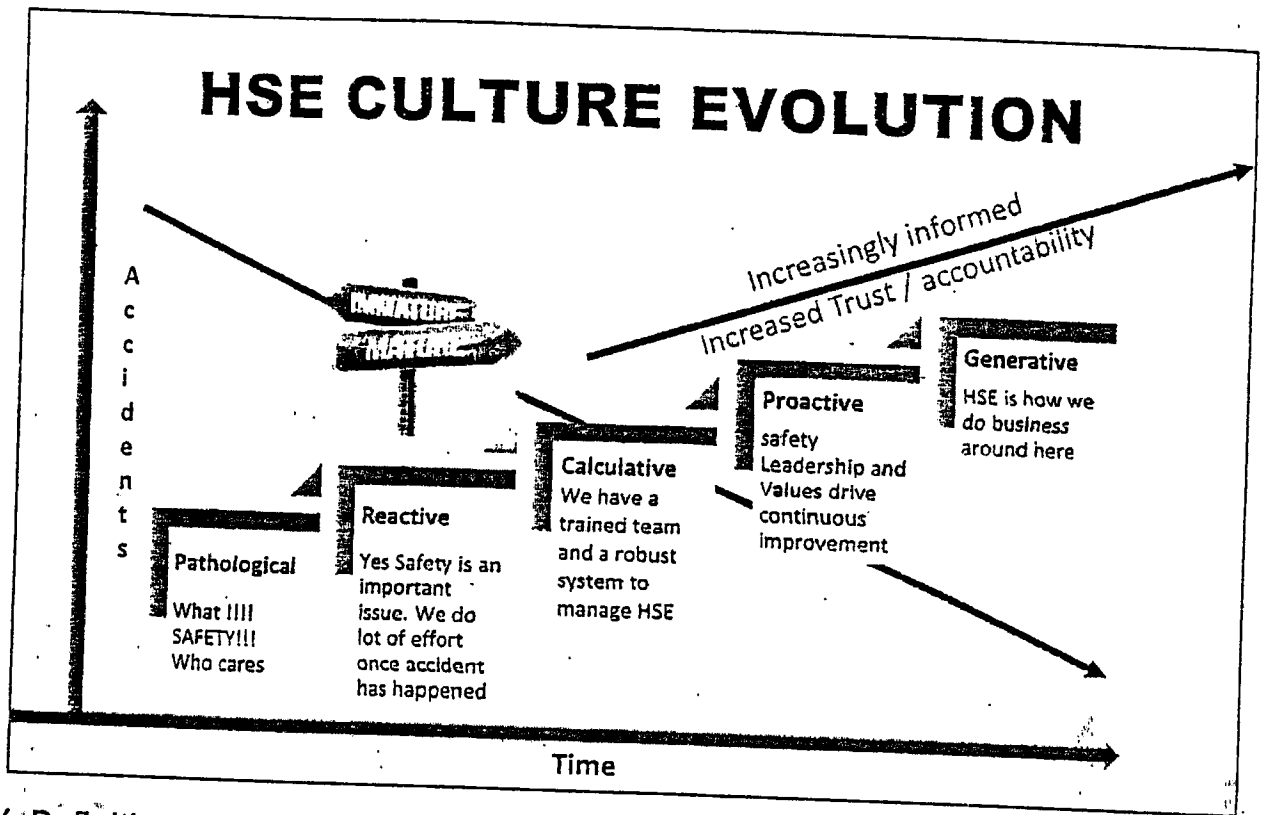 HSE CULTURE EVOLUTION
Accidents
IMMATURE
MATURE
Increasingly informed
Increased Trust / accountability
Pathological
What !!!!
SAFETY!!!
Who cares
Reactive
Yes Safety is an
important
issue. We do
lot of effort
once accident
has happened
Calculative
We have a
trained team
and a robust
system to
manage HSE
Proactive
safety
Leadership and
Values drive
continuous
improvement
Generative
HSE is how we
do business
around here
Time